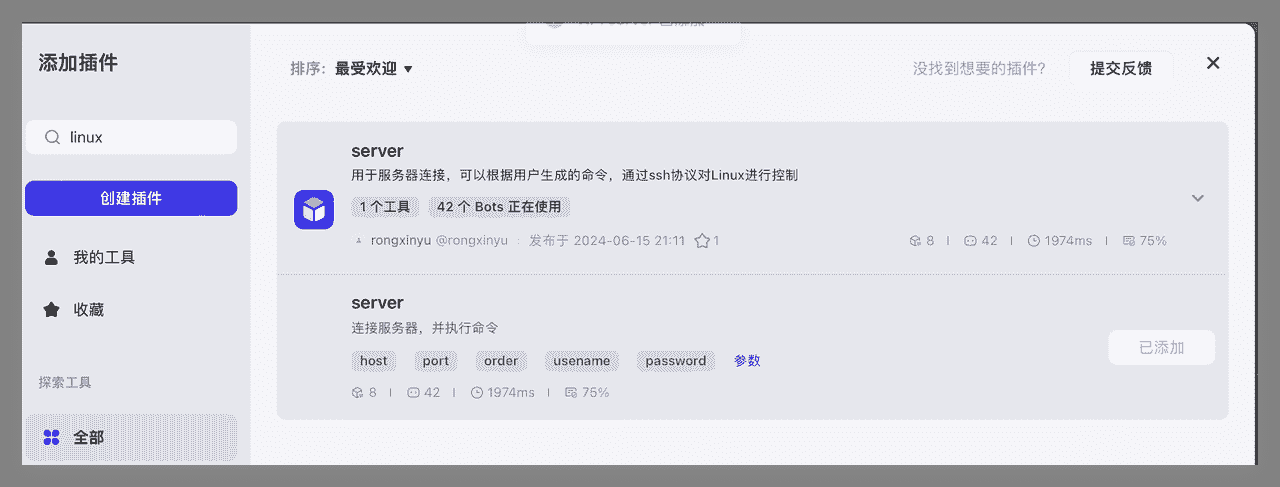 添加插件
linux
创建插件
我的工具
收藏
探索工具
全部
排序: 最受欢迎
没找到想要的插件?
提交反馈
server
用于服务器连接，可以根据用户生成的命令，通过ssh协议对Linux进行控制
1 个工具 42 个 Bots 正在使用
rongxinyu @rongxinyu 发布于 2024-06-15 21:11 1
8 42 1974ms 75%
server
连接服务器，并执行命令
host port order usename password 参数
8 42 1974ms 75%
已添加